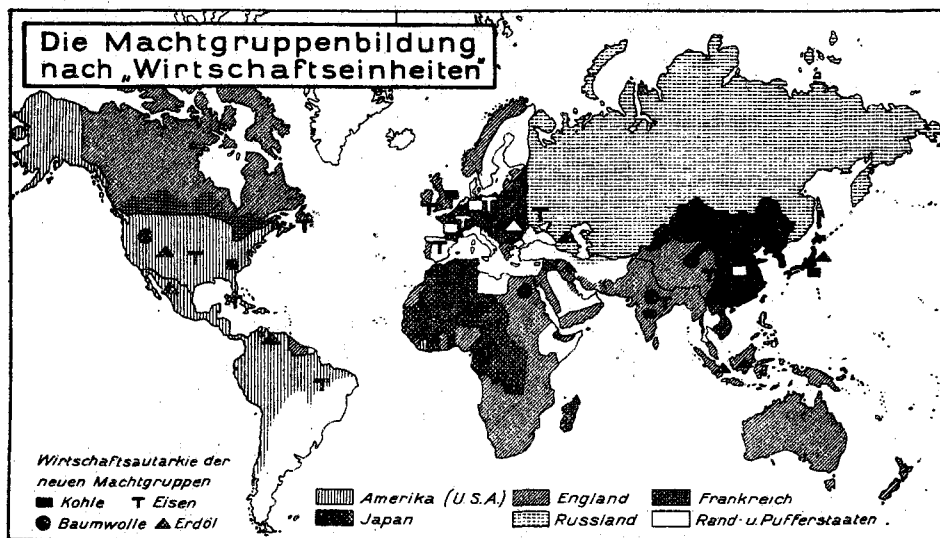 Die Machtgruppenbildung
nach „Wirtschaftseinheiten"
Wirtschaftsautarkie der
neuen Machtgruppen
Kohle Eisen
Baumwolle Erdöl
Amerika (U.S.A.) England Frankreich
Japan Russland Rand- u. Pufferstaaten.